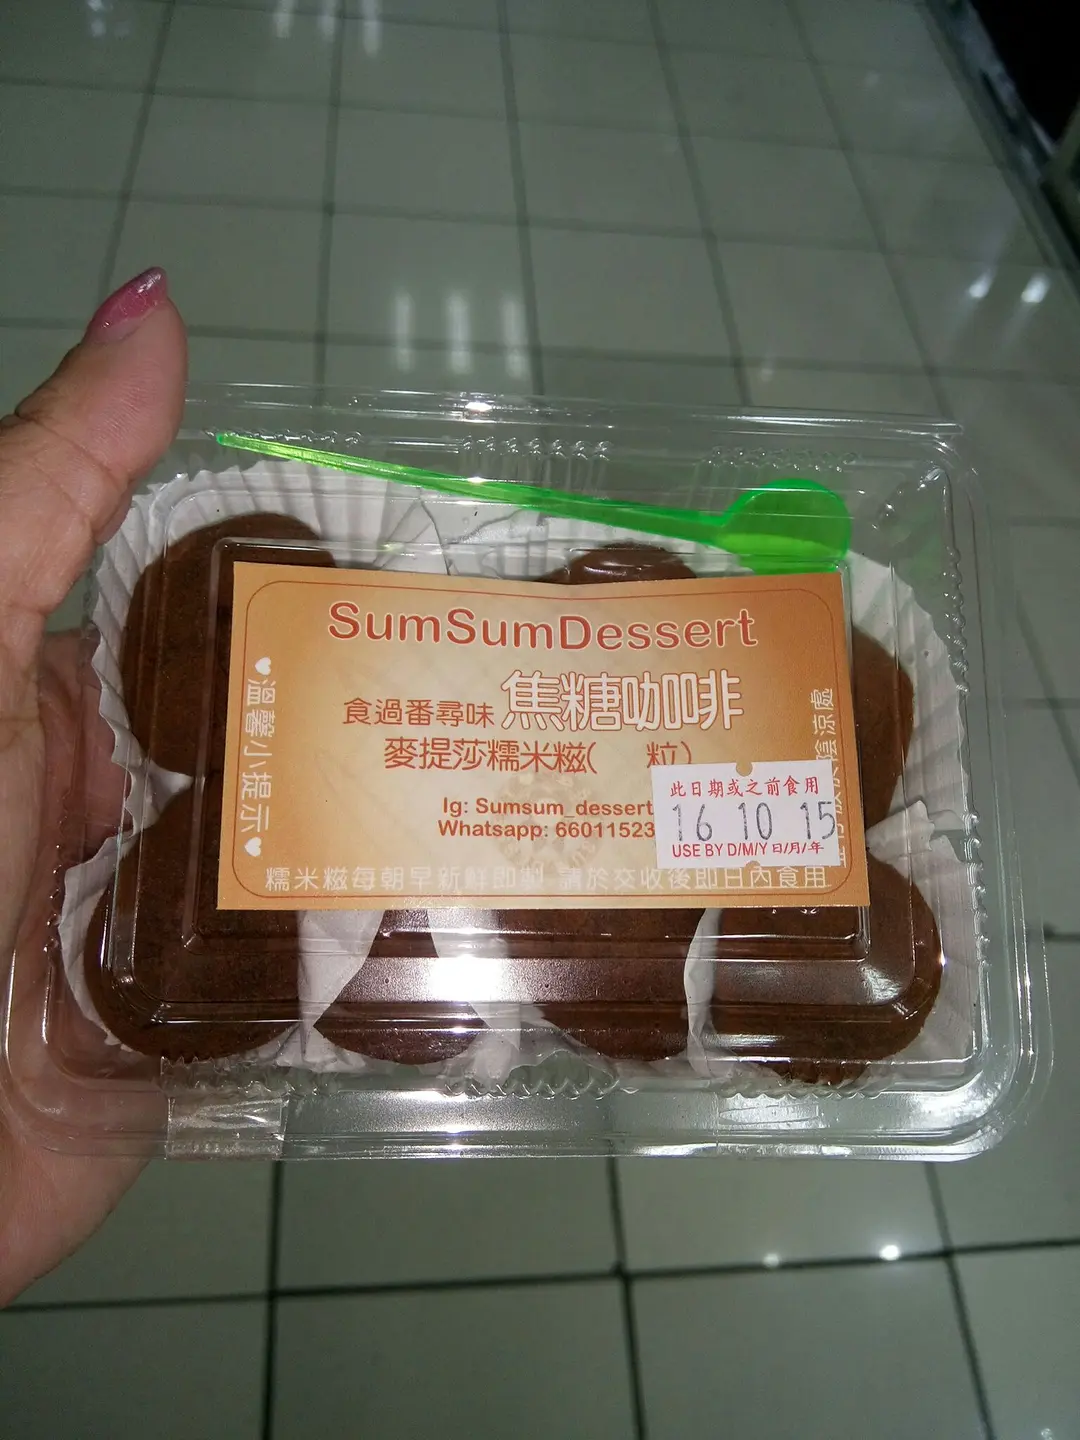 SumSumDessert
食過番尋味 焦糖咖啡
麥提莎糯米糍( 粒)
Ig: Sumsum_dessert
Whatsapp: 66011523
♥溫馨小提示♥
糯米糍每朝早新鮮即製 請於交收後即日內食用
陰涼處
此日期或之前食用
16 10 15
USE BY D/M/Y 日/月/年